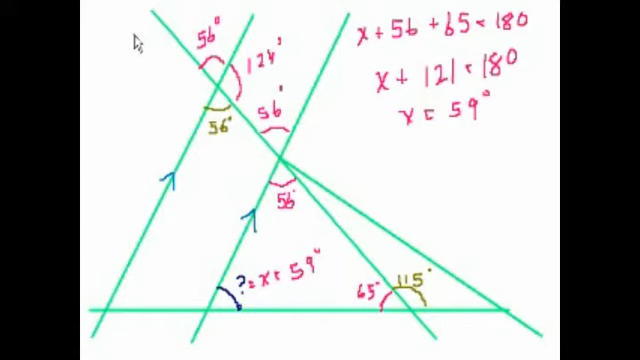 56°
124°
56°
56°
56°
? = x = 59°
65°
115°
x + 56 + 65 = 180
x + 121 = 180
x = 59°